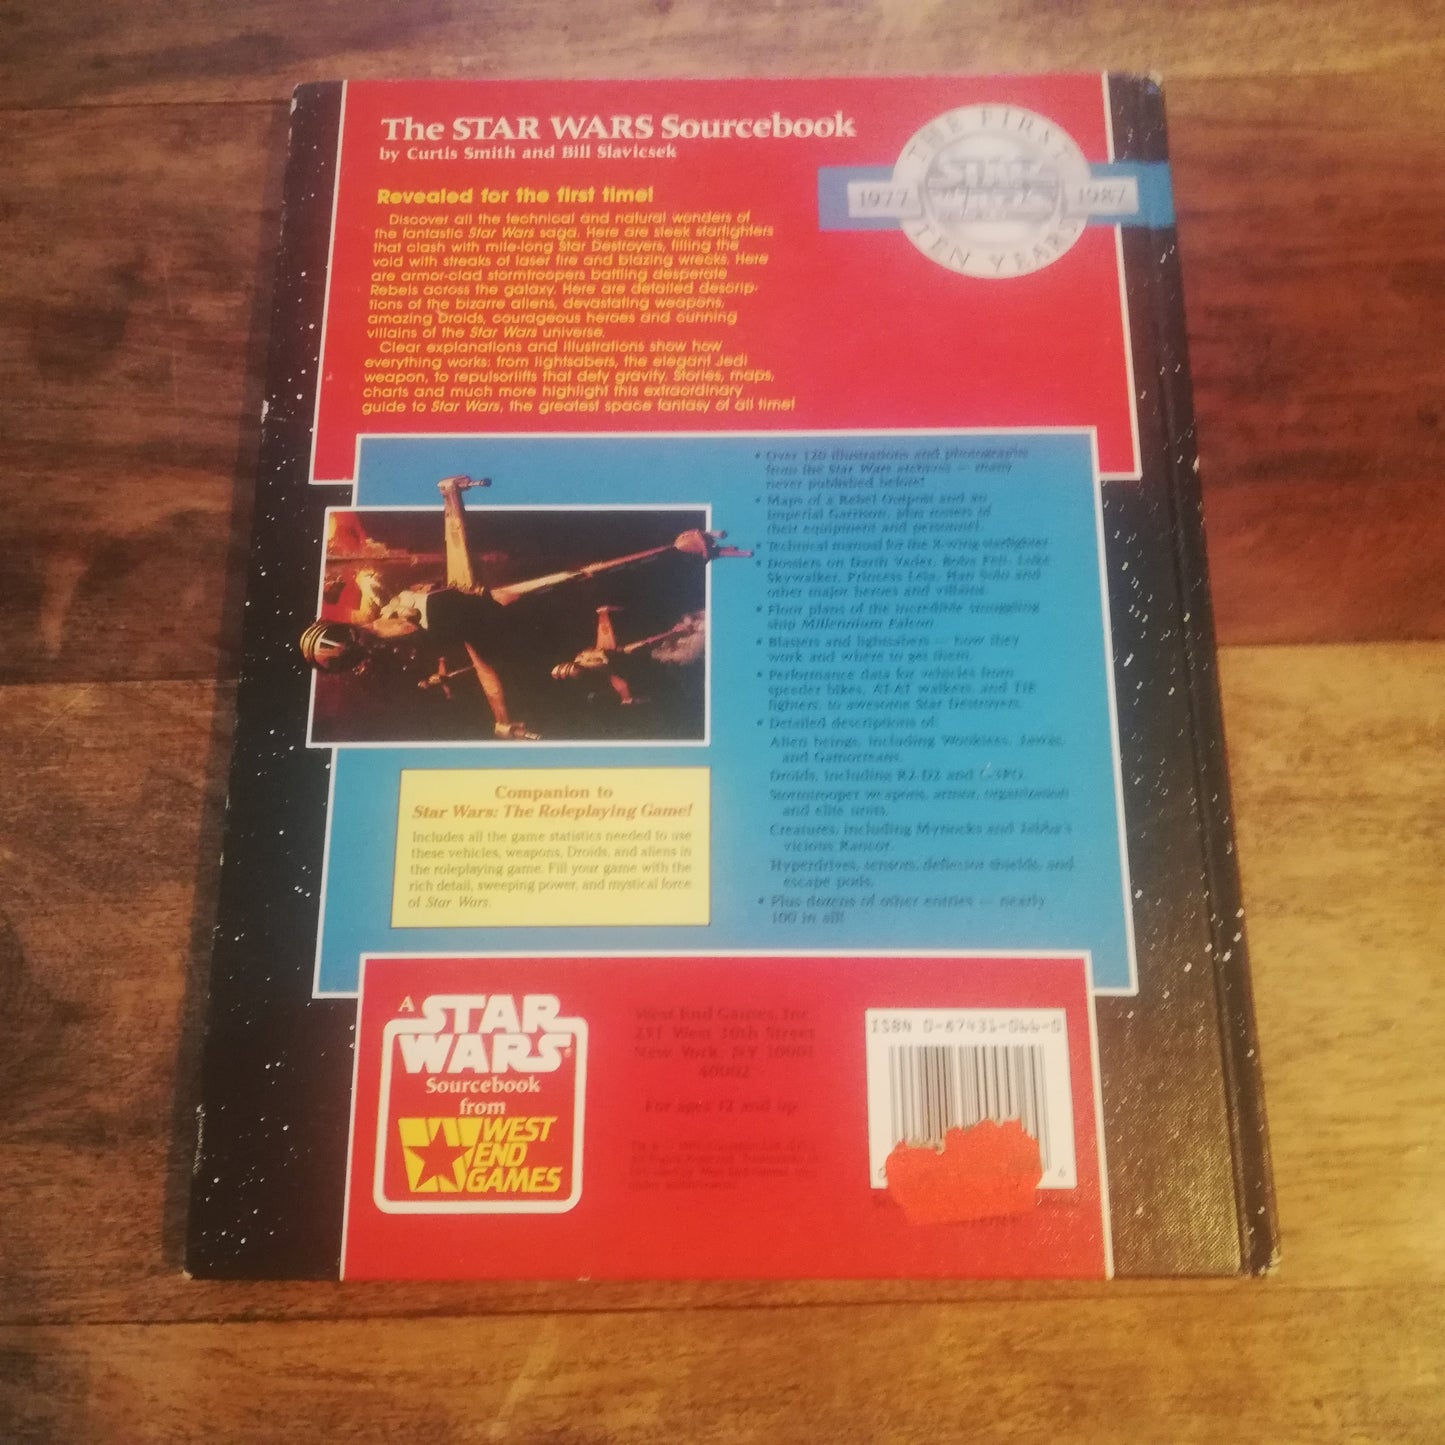 The STAR WARS Sourcebook
by Curtis Smith and Bill Slavicsek
THE FIRST
1977 STAR WARS 1987
TEN YEARS
Revealed for the first time!
Discover all the technical and natural wonders of
the fantastic Star Wars saga. Here are sleek starfighters
that clash with mile-long Star Destroyers, filling the
void with streaks of laser fire and blazing wrecks. Here
are armor-clad stormtroopers battling desperate
Rebels across the galaxy. Here are detailed descrip-
tions of the bizarre aliens, devastating weapons,
amazing Droids, courageous heroes and cunning
villains of the Star Wars universe.
Clear explanations and illustrations show how
everything works: from lightsabers, the elegant Jedi
weapon, to repulsorlifts that defy gravity. Stories, maps,
charts and much more highlight this extraordinary
guide to Star Wars, the greatest space fantasy of all time!
• Over 120 illustrations and photographs
from the Star Wars archives — many
never published before!
• Maps of a Rebel Outpost and an
Imperial Garrison, plus rosters of
their equipment and personnel.
• Technical manual for the X-wing starfighter.
• Dossiers on Darth Vader, Boba Fett, Luke
Skywalker, Princess Leia, Han Solo and
other major heroes and villains.
• Floor plans of the incredible smuggling
ship Millennium Falcon.
• Blasters and lightsabers — how they
work and where to get them.
• Performance data for vehicles from
speeder bikes, AT-AT walkers, and TIE
fighters, to awesome Star Destroyers.
• Detailed descriptions of:
Alien beings, including Wookiees, Jawas,
and Gamorreans.
Droids, including R2-D2 and C-3PO.
Stormtrooper weapons, armor, organization
and elite units.
Creatures, including Mynocks and Jabba's
vicious Rancor.
Hyperdrives, sensors, deflector shields, and
escape pods.
• Plus dozens of other entries — nearly
100 in all!
Companion to
Star Wars: The Roleplaying Game!
Includes all the game statistics needed to use
these vehicles, weapons, Droids, and aliens in
the roleplaying game. Fill your game with the
rich detail, sweeping power, and mystical force
of Star Wars.
A STAR
WARS®
Sourcebook
from
WEST
END
GAMES
West End Games, Inc.
251 West 30th Street
New York, NY 10001
40002
For ages 12 and up
ISBN 0-87431-066-0
0